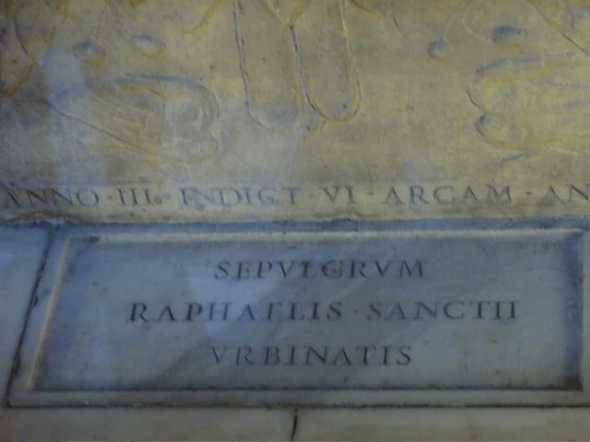 ANNO · III · INDICT · VI · ARCAM · AN
SEPVLCRVM
RAPHAELIS · SANCTII
VRBINATIS